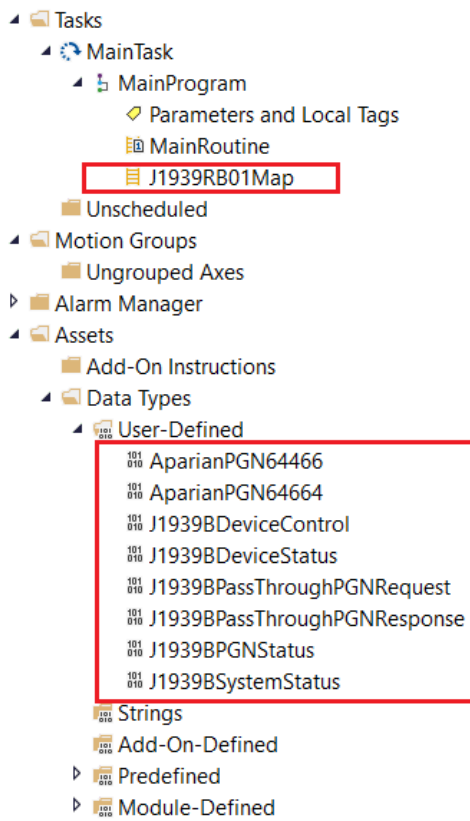 Tasks
MainTask
MainProgram
Parameters and Local Tags
MainRoutine
J1939RB01Map
Unscheduled
Motion Groups
Ungrouped Axes
Alarm Manager
Assets
Add-On Instructions
Data Types
User-Defined
AparianPGN64466
AparianPGN64664
J1939BDeviceControl
J1939BDeviceStatus
J1939BPassThroughPGNRequest
J1939BPassThroughPGNResponse
J1939BPGNStatus
J1939BSystemStatus
Strings
Add-On-Defined
Predefined
Module-Defined